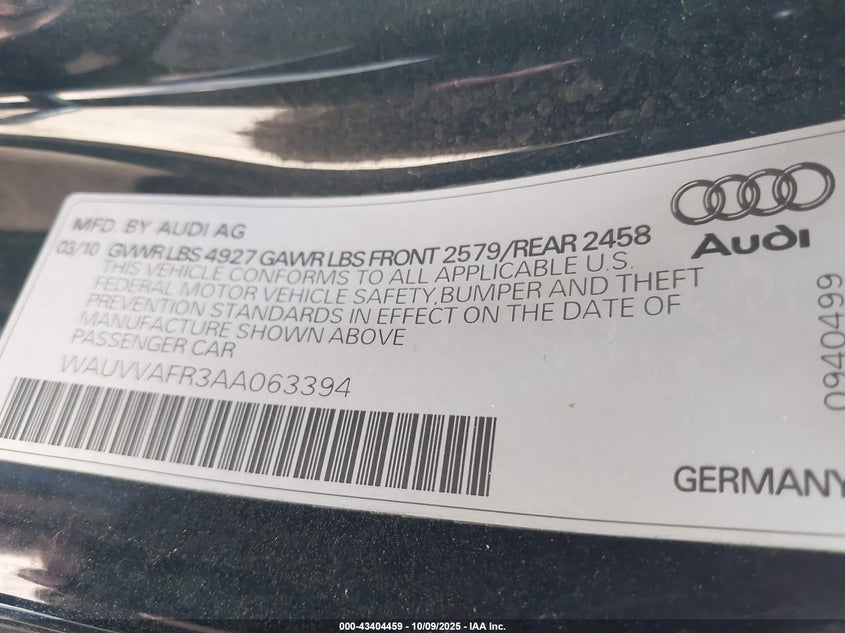 MFD. BY AUDI AG
03/10 GVWR LBS 4927 GAWR LBS FRONT 2579/REAR 2458
THIS VEHICLE CONFORMS TO ALL APPLICABLE U.S.
FEDERAL MOTOR VEHICLE SAFETY, BUMPER AND THEFT
PREVENTION STANDARDS IN EFFECT ON THE DATE OF
MANUFACTURE SHOWN ABOVE
PASSENGER CAR
WAUVVAFR3AA063394
Audi
0940499
GERMANY
000-43404459 - 10/09/2025 - IAA Inc.